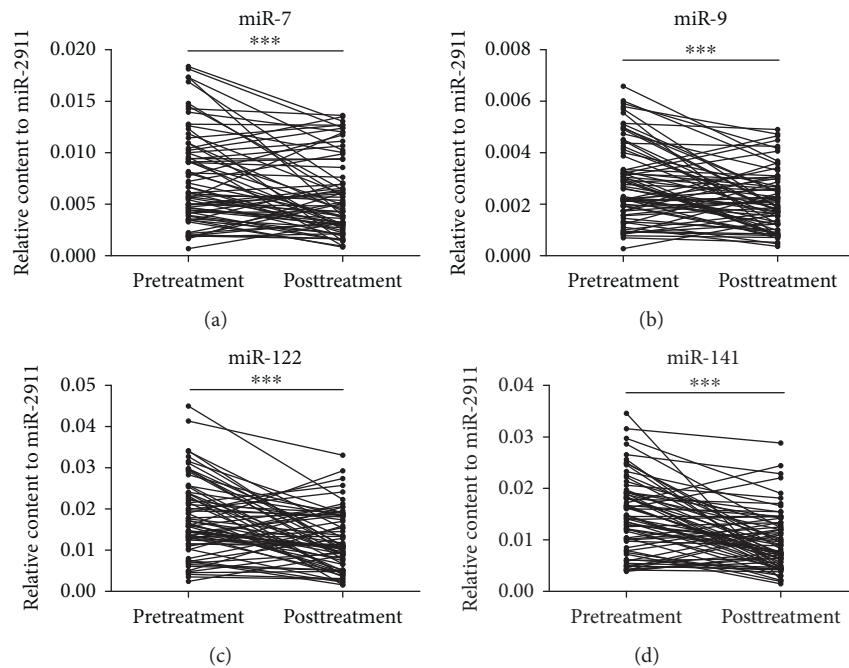 miR-7
***
Relative content to miR-2911
0.020
0.015
0.010
0.005
0.000
Pretreatment Posttreatment
(a)
miR-9
***
Relative content to miR-2911
0.008
0.006
0.004
0.002
0.000
Pretreatment Posttreatment
(b)
miR-122
***
Relative content to miR-2911
0.05
0.04
0.03
0.02
0.01
0.00
Pretreatment Posttreatment
(c)
miR-141
***
Relative content to miR-2911
0.04
0.03
0.02
0.01
0.00
Pretreatment Posttreatment
(d)